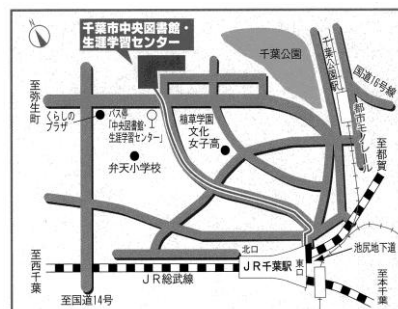 千葉市中央図書館・
生涯学習センター
千葉公園
千葉公園駅
国道16号線
都市モノレール
至弥生町
くらしの
プラザ
バス停
「中央図書館・
生涯学習センター」
植草学園
文化
女子高
弁天小学校
至都賀
北口
東口
池尻地下道
JR千葉駅
至西千葉
JR総武線
至本千葉
至国道14号